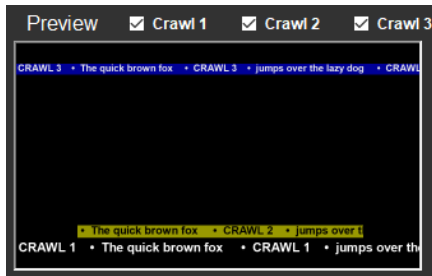 Preview Crawl 1 Crawl 2 Crawl 3
CRAWL 3 • The quick brown fox • CRAWL 3 • jumps over the lazy dog • CRAWL
• The quick brown fox • CRAWL 2 • jumps over t
CRAWL 1 • The quick brown fox • CRAWL 1 • jumps over the